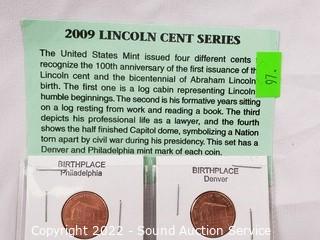 2009 LINCOLN CENT SERIES
The United States Mint issued four different cents
recognize the 100th anniversary of the first issuance of th
Lincoln cent and the bicentennial of Abraham Lincoln
birth. The first one is a log cabin representing Lincoln
humble beginnings. The second is his formative years sitting
on a log resting from work and reading a book. The third
depicts his professional life as a lawyer, and the fourth
shows the half finished Capitol dome, symbolizing a Nation
torn apart by civil war during his presidency. This set has a
Denver and Philadelphia mint mark of each coin.
97.
BIRTHPLACE
Philadelphia
BIRTHPLACE
Denver
Copyright 2022 - Sound Auction Service